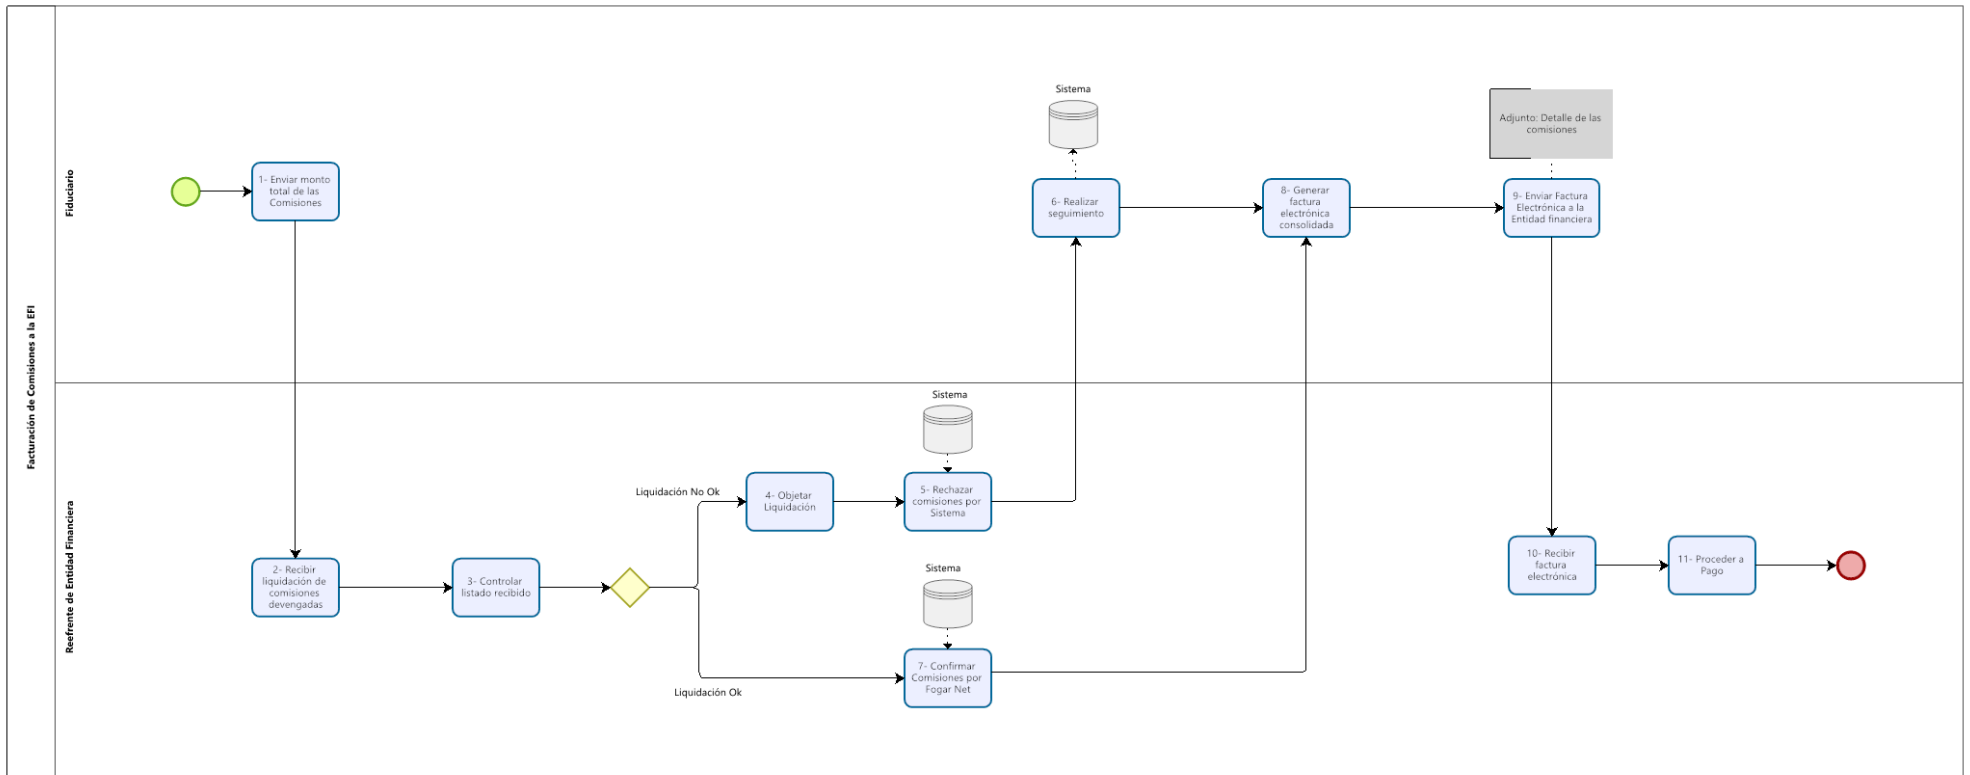 Facturación de Comisiones a la EFI
Fiduciario
1- Enviar monto
total de las
Comisiones
Sistema
6- Realizar
seguimiento
8- Generar
factura
electrónica
consolidada
Adjunto: Detalle de las
comisiones
9- Enviar Factura
Electrónica a la
Entidad financiera
Reefrente de Entidad Financiera
2- Recibir
liquidación de
comisiones
devengadas
3- Controlar
listado recibido
Liquidación No Ok
4- Objetar
Liquidación
Sistema
5- Rechazar
comisiones por
Sistema
Liquidación Ok
Sistema
7- Confirmar
Comisiones por
Fogar Net
10- Recibir
factura
electrónica
11- Proceder a
Pago